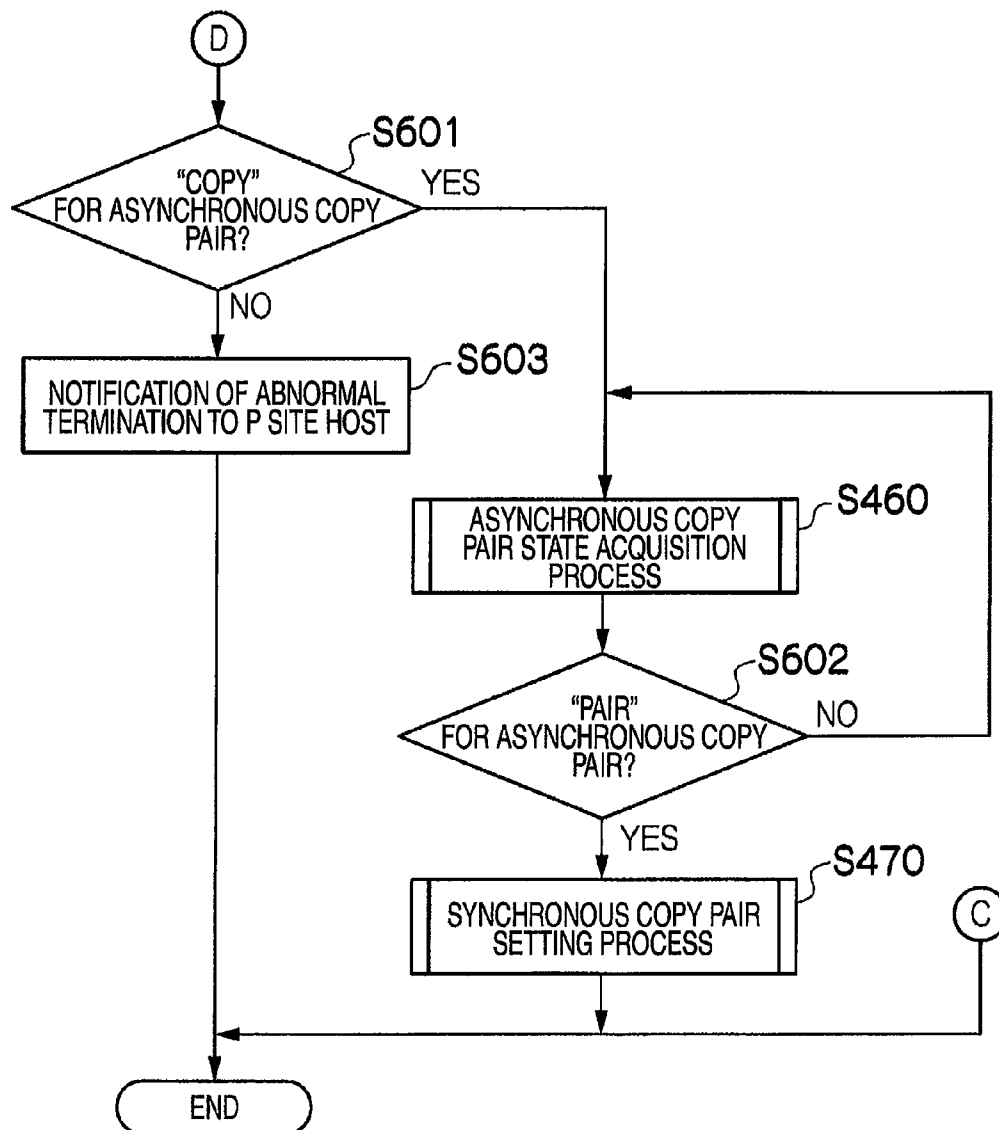 D
S601
“COPY”
FOR ASYNCHRONOUS COPY
PAIR?
YES
NO
S603
NOTIFICATION OF ABNORMAL
TERMINATION TO P SITE HOST
S460
ASYNCHRONOUS COPY
PAIR STATE ACQUISITION
PROCESS
S602
“PAIR”
FOR ASYNCHRONOUS COPY
PAIR?
NO
YES
S470
SYNCHRONOUS COPY PAIR
SETTING PROCESS
C
END